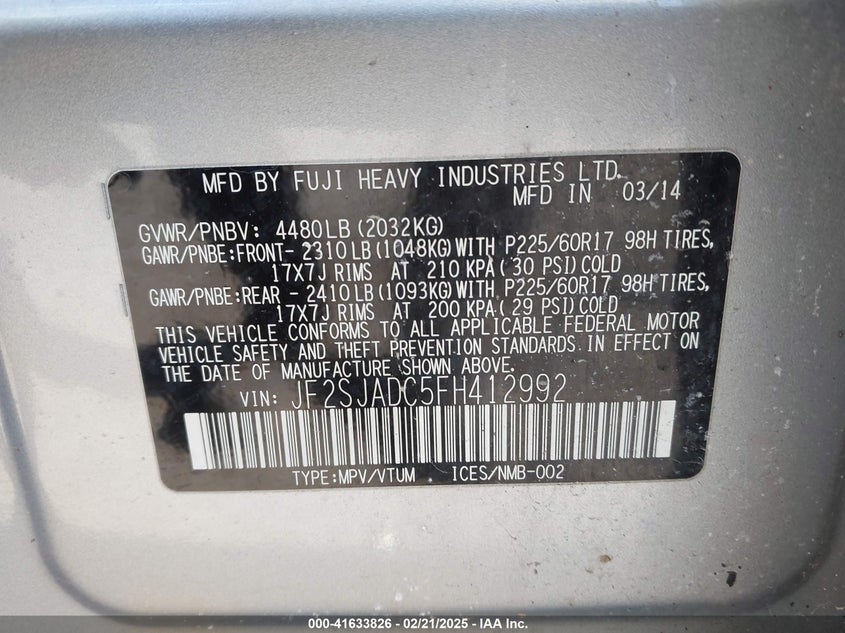 MFD BY FUJI HEAVY INDUSTRIES LTD.
MFD IN 03/14
GVWR/PNBV: 4480LB (2032KG)
GAWR/PNBE:FRONT- 2310LB (1048KG) WITH P225/60R17 98H TIRES,
17X7J RIMS AT 210 KPA (30 PSI) COLD
GAWR/PNBE:REAR - 2410LB (1093KG) WITH P225/60R17 98H TIRES,
17X7J RIMS AT 200 KPA (29 PSI) COLD
THIS VEHICLE CONFORMS TO ALL APPLICABLE FEDERAL MOTOR
VEHICLE SAFETY AND THEFT PREVENTION STANDARDS IN EFFECT ON
THE DATE OF MANUFACTURE SHOWN ABOVE.
VIN: JF2SJADC5FH412992
TYPE:MPV/VTUM ICES/NMB-002
000-41633826 - 02/21/2025 - IAA Inc.